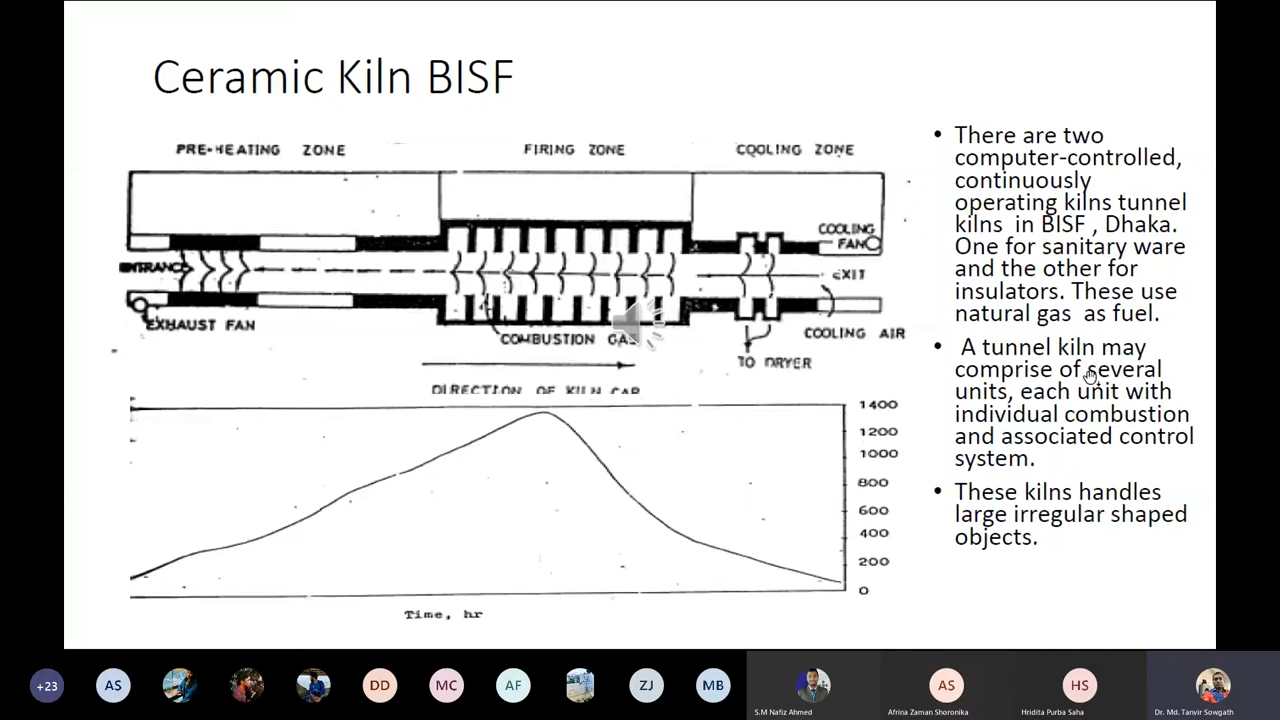 Ceramic Kiln BISF
PRE-HEATING ZONE
FIRING ZONE
COOLING ZONE
COOLING
FAN
ENTRANCE
EXIT
EXHAUST FAN
COMBUSTION GAS
COOLING AIR
TO DRYER
DIRECTION OF KILN CAR
1400
1200
1000
800
600
400
200
0
Time, hr
• There are two
computer-controlled,
continuously
operating kilns tunnel
kilns in BISF , Dhaka.
One for sanitary ware
and the other for
insulators. These use
natural gas as fuel.
• A tunnel kiln may
comprise of several
units, each unit with
individual combustion
and associated control
system.
• These kilns handles
large irregular shaped
objects.
+23
AS
DD
MC
AF
ZJ
MB
AS
HS
S.M Nafiz Ahmed
Afrina Zaman Shoronika
Hridita Purba Saha
Dr. Md. Tanvir Sowgath